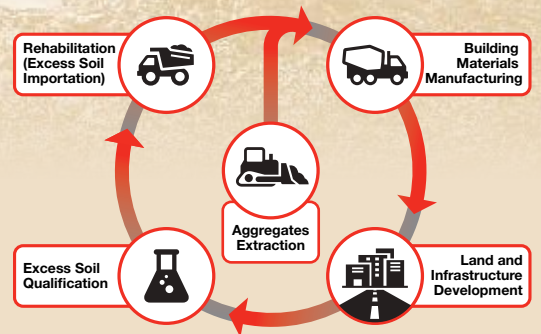 Rehabilitation
(Excess Soil
Importation)
Building
Materials
Manufacturing
Aggregates
Extraction
Excess Soil
Qualification
Land and
Infrastructure
Development